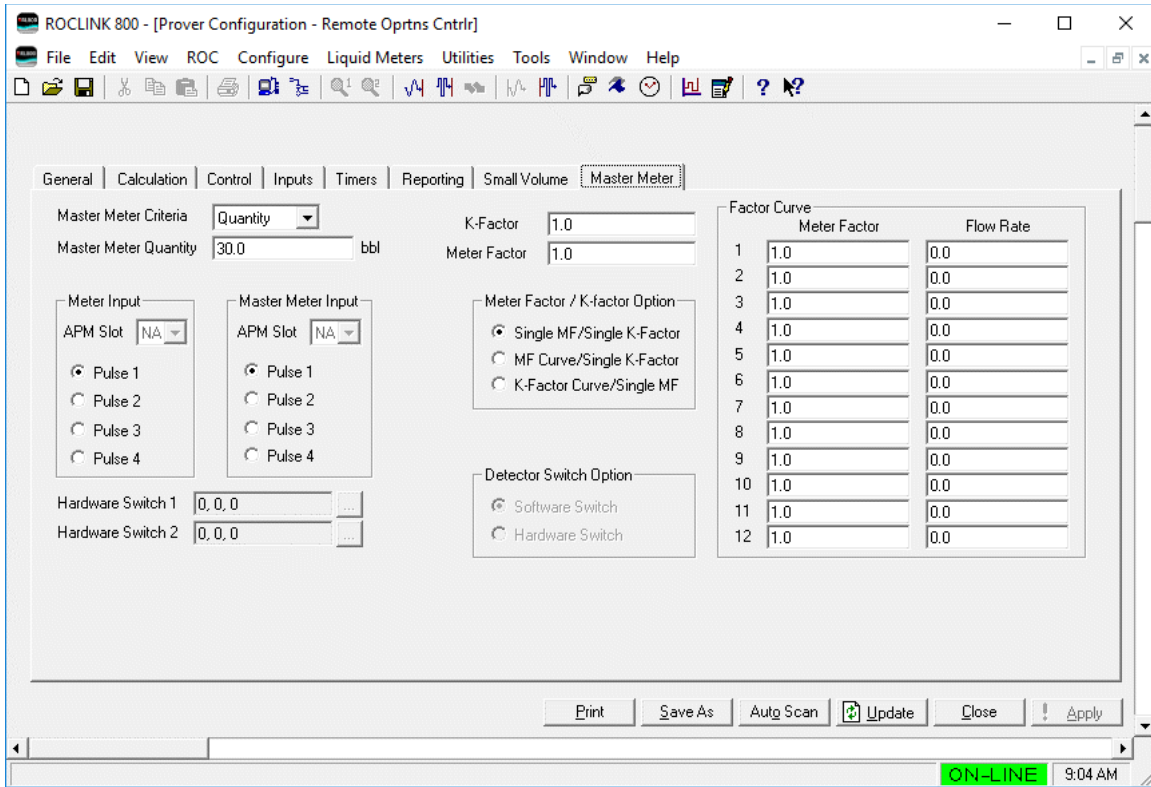 ROCLINK 800 - [Prover Configuration - Remote Oprtns Cntrlr]
File Edit View ROC Configure Liquid Meters Utilities Tools Window Help
General Calculation Control Inputs Timers Reporting Small Volume Master Meter
Master Meter Criteria Quantity
Master Meter Quantity 30.0 bbl
K-Factor 1.0
Meter Factor 1.0
Meter Input
APM Slot NA
Pulse 1
Pulse 2
Pulse 3
Pulse 4
Master Meter Input
APM Slot NA
Pulse 1
Pulse 2
Pulse 3
Pulse 4
Hardware Switch 1 0, 0, 0 ...
Hardware Switch 2 0, 0, 0 ...
Meter Factor / K-factor Option
Single MF/Single K-Factor
MF Curve/Single K-Factor
K-Factor Curve/Single MF
Detector Switch Option
Software Switch
Hardware Switch
Factor Curve
Meter Factor Flow Rate
1 1.0 0.0
2 1.0 0.0
3 1.0 0.0
4 1.0 0.0
5 1.0 0.0
6 1.0 0.0
7 1.0 0.0
8 1.0 0.0
9 1.0 0.0
10 1.0 0.0
11 1.0 0.0
12 1.0 0.0
Print Save As Auto Scan Update Close ! Apply
ON-LINE 9:04 AM